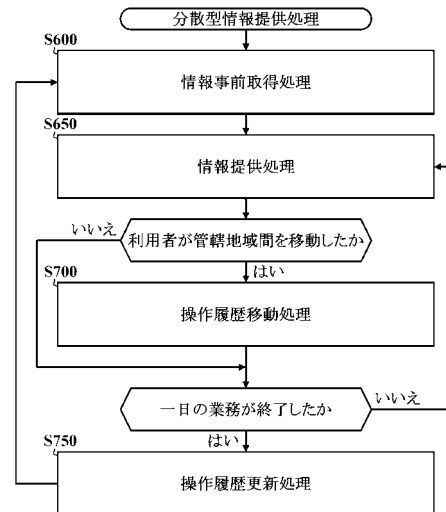 分散型情報提供処理
S600
情報事前取得処理
S650
情報提供処理
利用者が管轄地域間を移動したか
いいえ
はい
S700
操作履歴移動処理
一日の業務が終了したか
いいえ
はい
S750
操作履歴更新処理